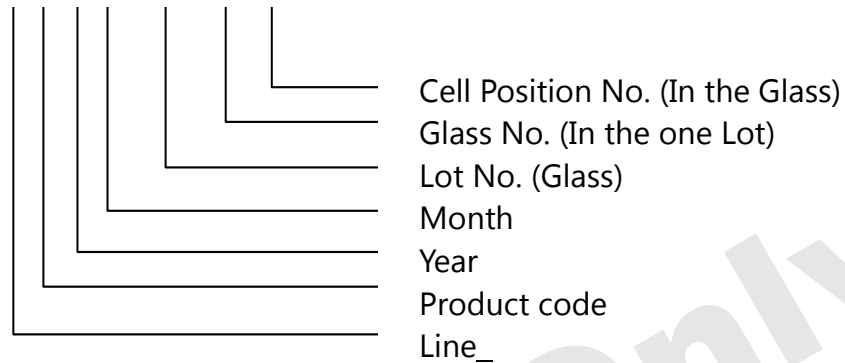 Cell Position No. (In the Glass)
Glass No. (In the one Lot)
Lot No. (Glass)
Month
Year
Product code
Line_